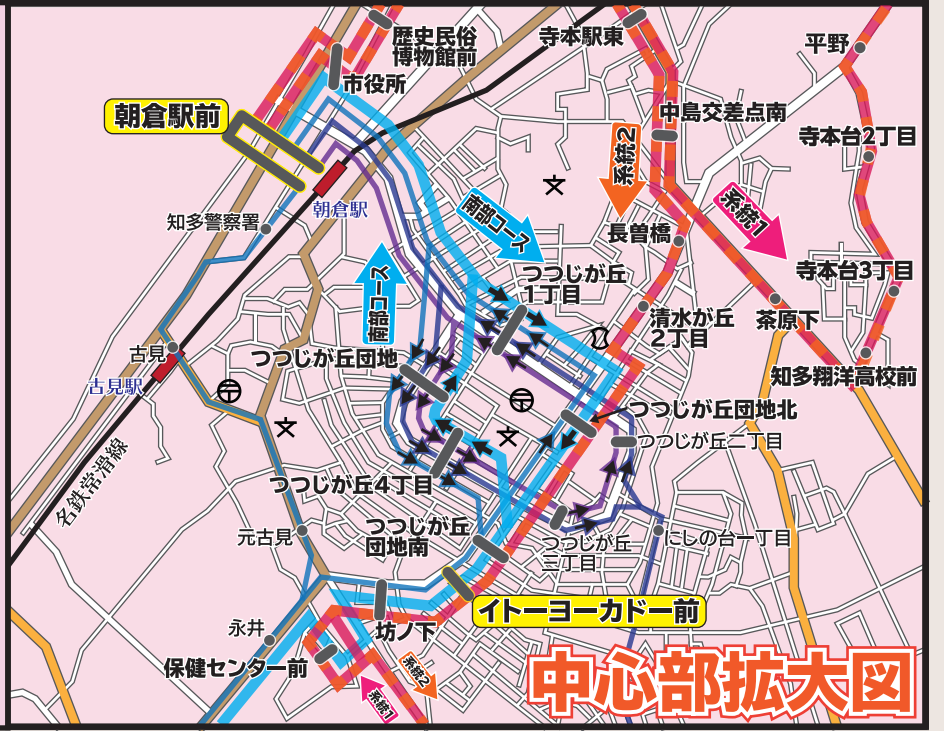 歴史民俗
博物館前
寺本駅東
平野
市役所
朝倉駅前
中島交差点南
寺本台2丁目
系統2
文
朝倉駅
系統1
知多警察署
南部コース
長曽橋
つつじが丘
1丁目
寺本台3丁目
南部コース
清水が丘
2丁目
茶原下
古見
つつじが丘団地
知多翔洋高校前
古見駅
つつじが丘団地北
文
文
つつじが丘二丁目
名鉄常滑線
つつじが丘4丁目
元古見
つつじが丘
団地南
つつじが丘
三丁目
にしの台一丁目
イトーヨーカドー前
永井
坊ノ下
保健センター前
系統2
系統1
中心部拡大図